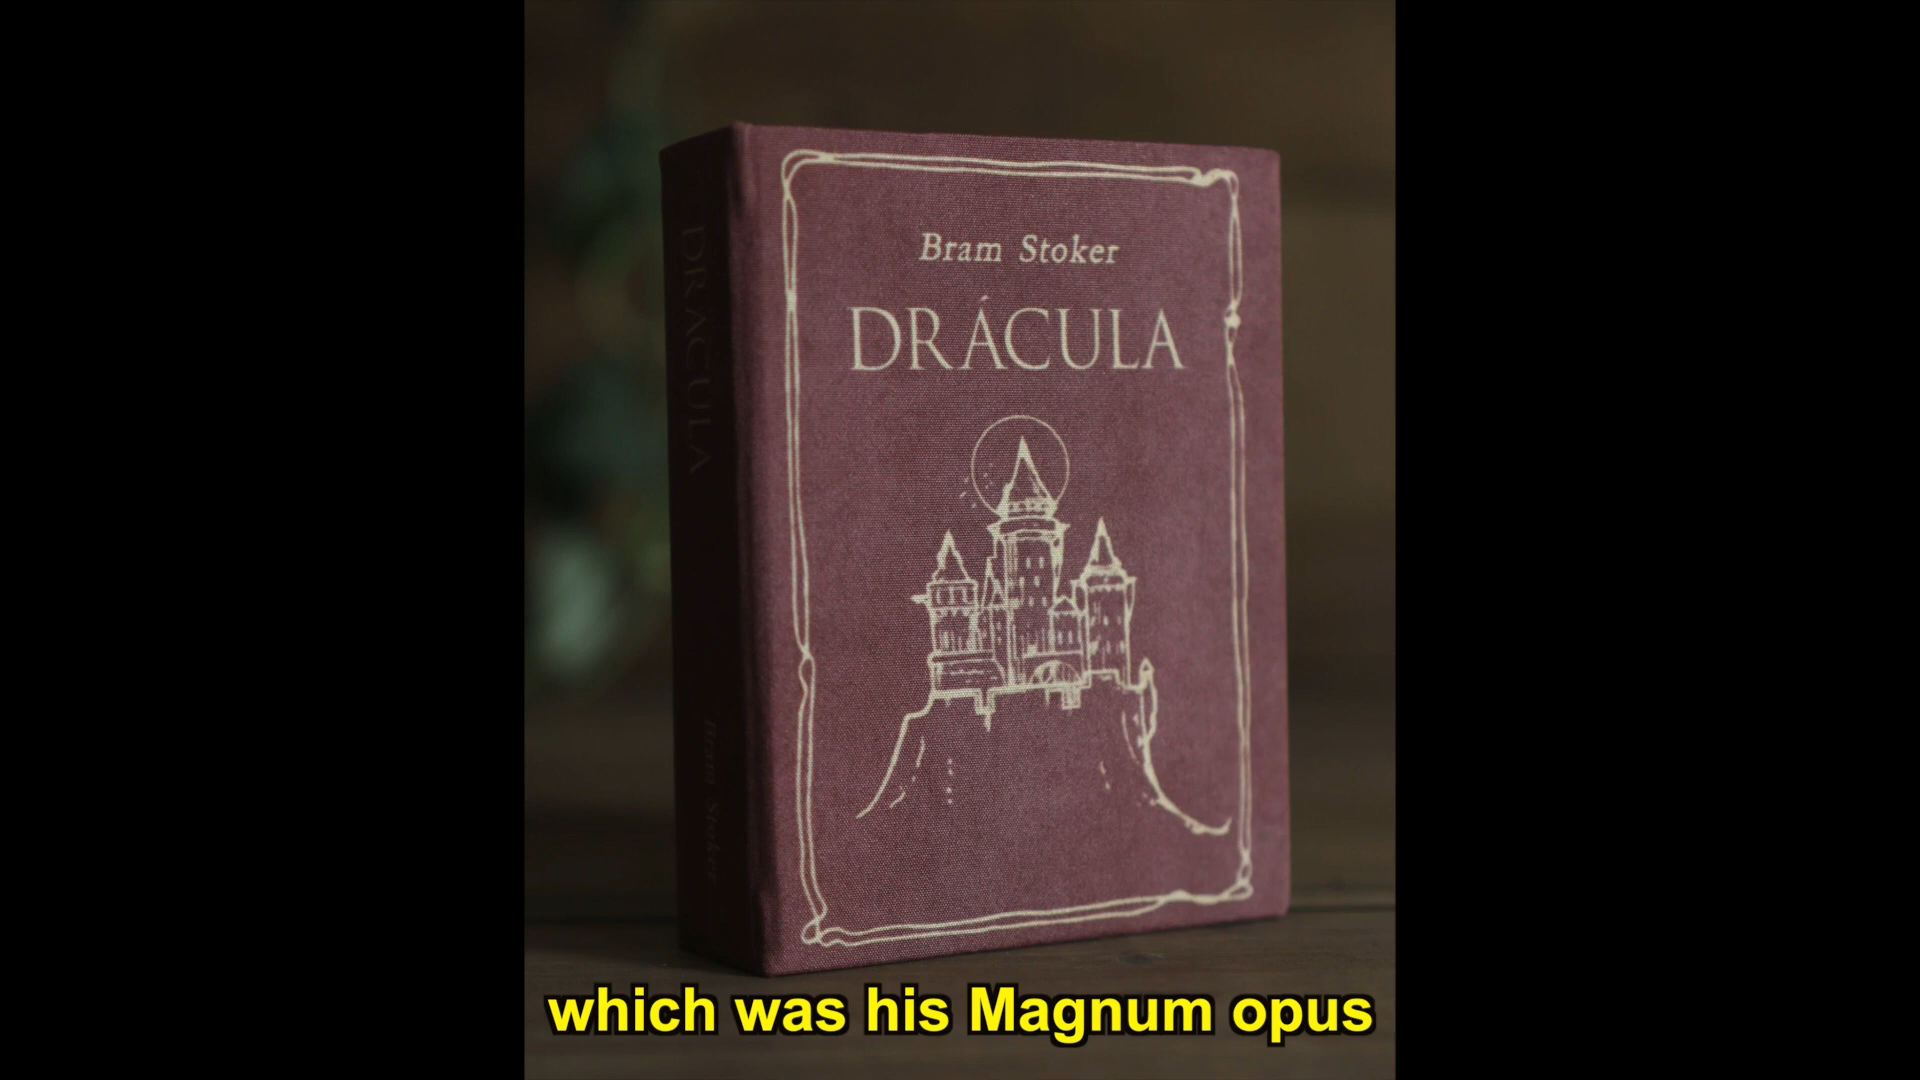 Bram Stoker
DRÁCULA
DRÁCULA
Bram Stoker
which was his Magnum opus